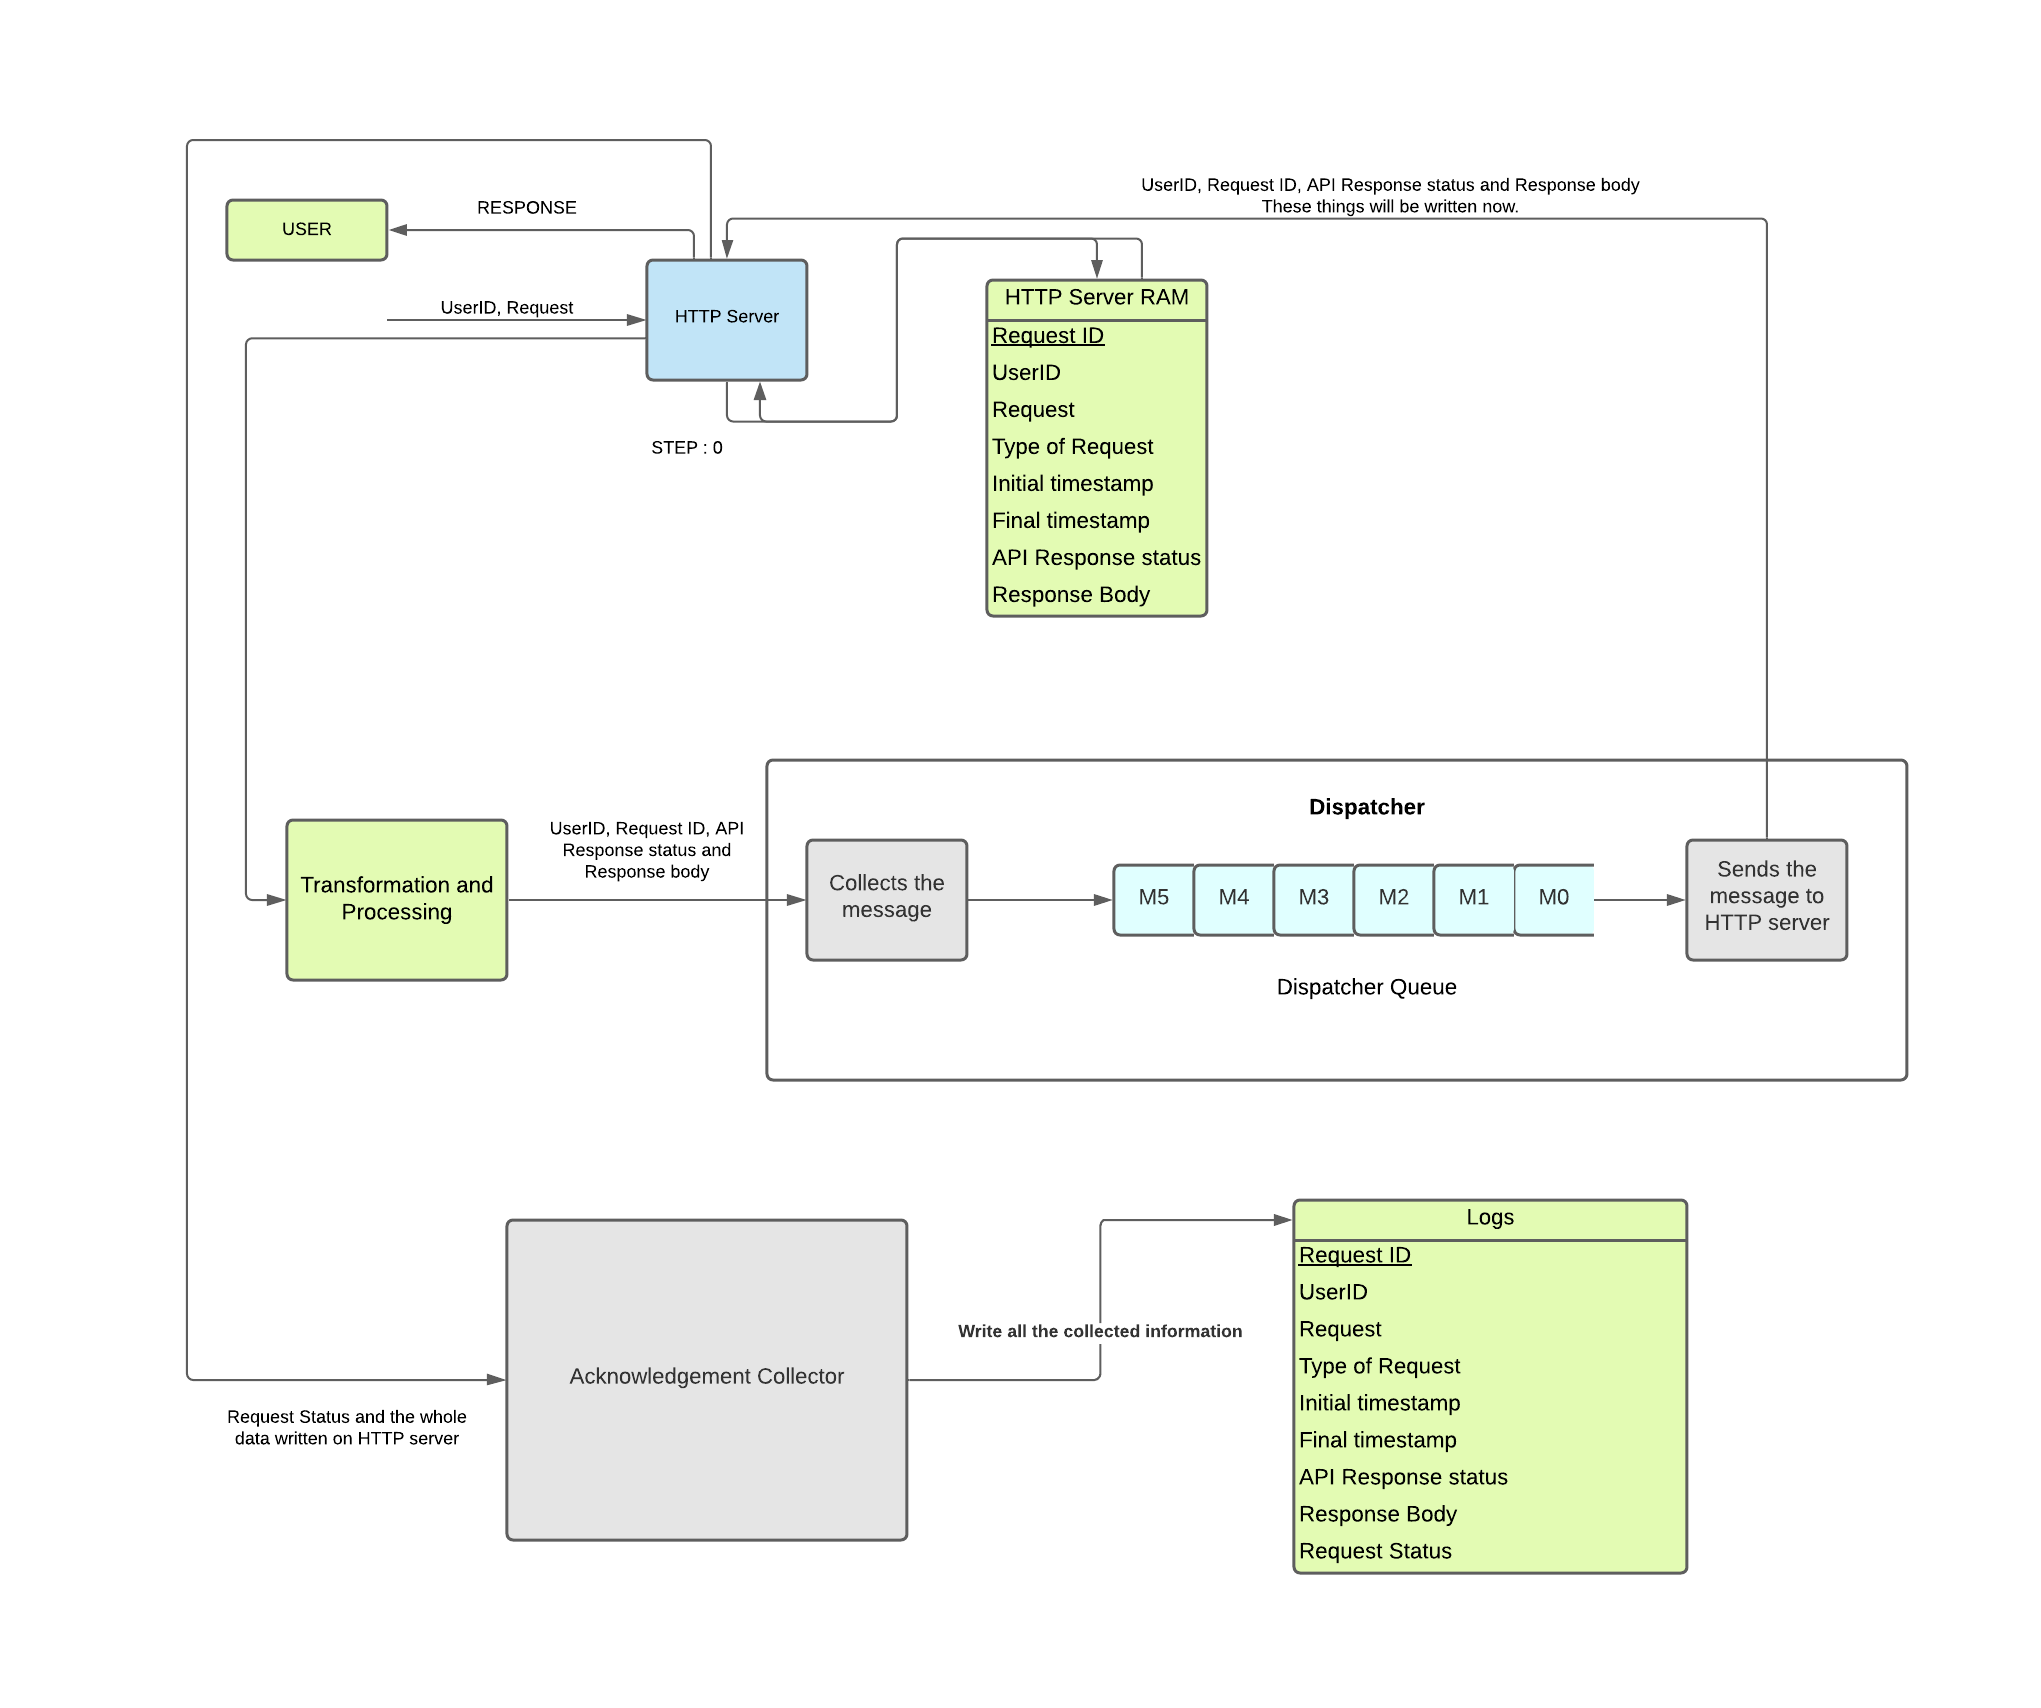 UserID, Request ID, API Response status and Response body
These things will be written now.
RESPONSE
USER
UserID, Request
HTTP Server
STEP : 0
HTTP Server RAM
Request ID
UserID
Request
Type of Request
Initial timestamp
Final timestamp
API Response status
Response Body
Dispatcher
UserID, Request ID, API
Response status and
Response body
Transformation and
Processing
Collects the
message
M5
M4
M3
M2
M1
M0
Sends the
message to
HTTP server
Dispatcher Queue
Acknowledgement Collector
Request Status and the whole
data written on HTTP server
Write all the collected information
Logs
Request ID
UserID
Request
Type of Request
Initial timestamp
Final timestamp
API Response status
Response Body
Request Status